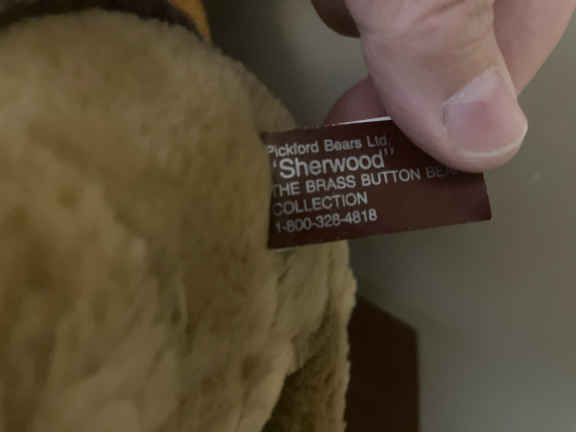 Pickford Bears Ltd.
"Sherwood"
THE BRASS BUTTON
COLLECTION
1-800-328-4818